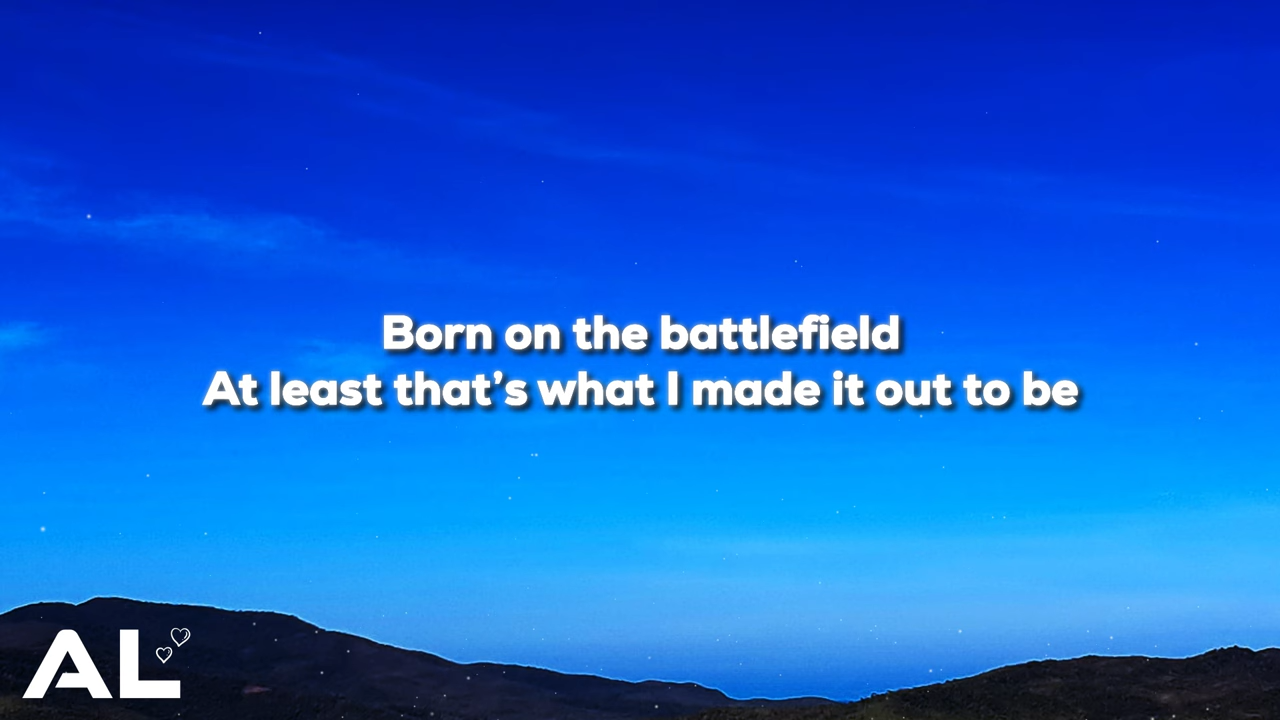 Born on the battlefield
At least that’s what I made it out to be
AL